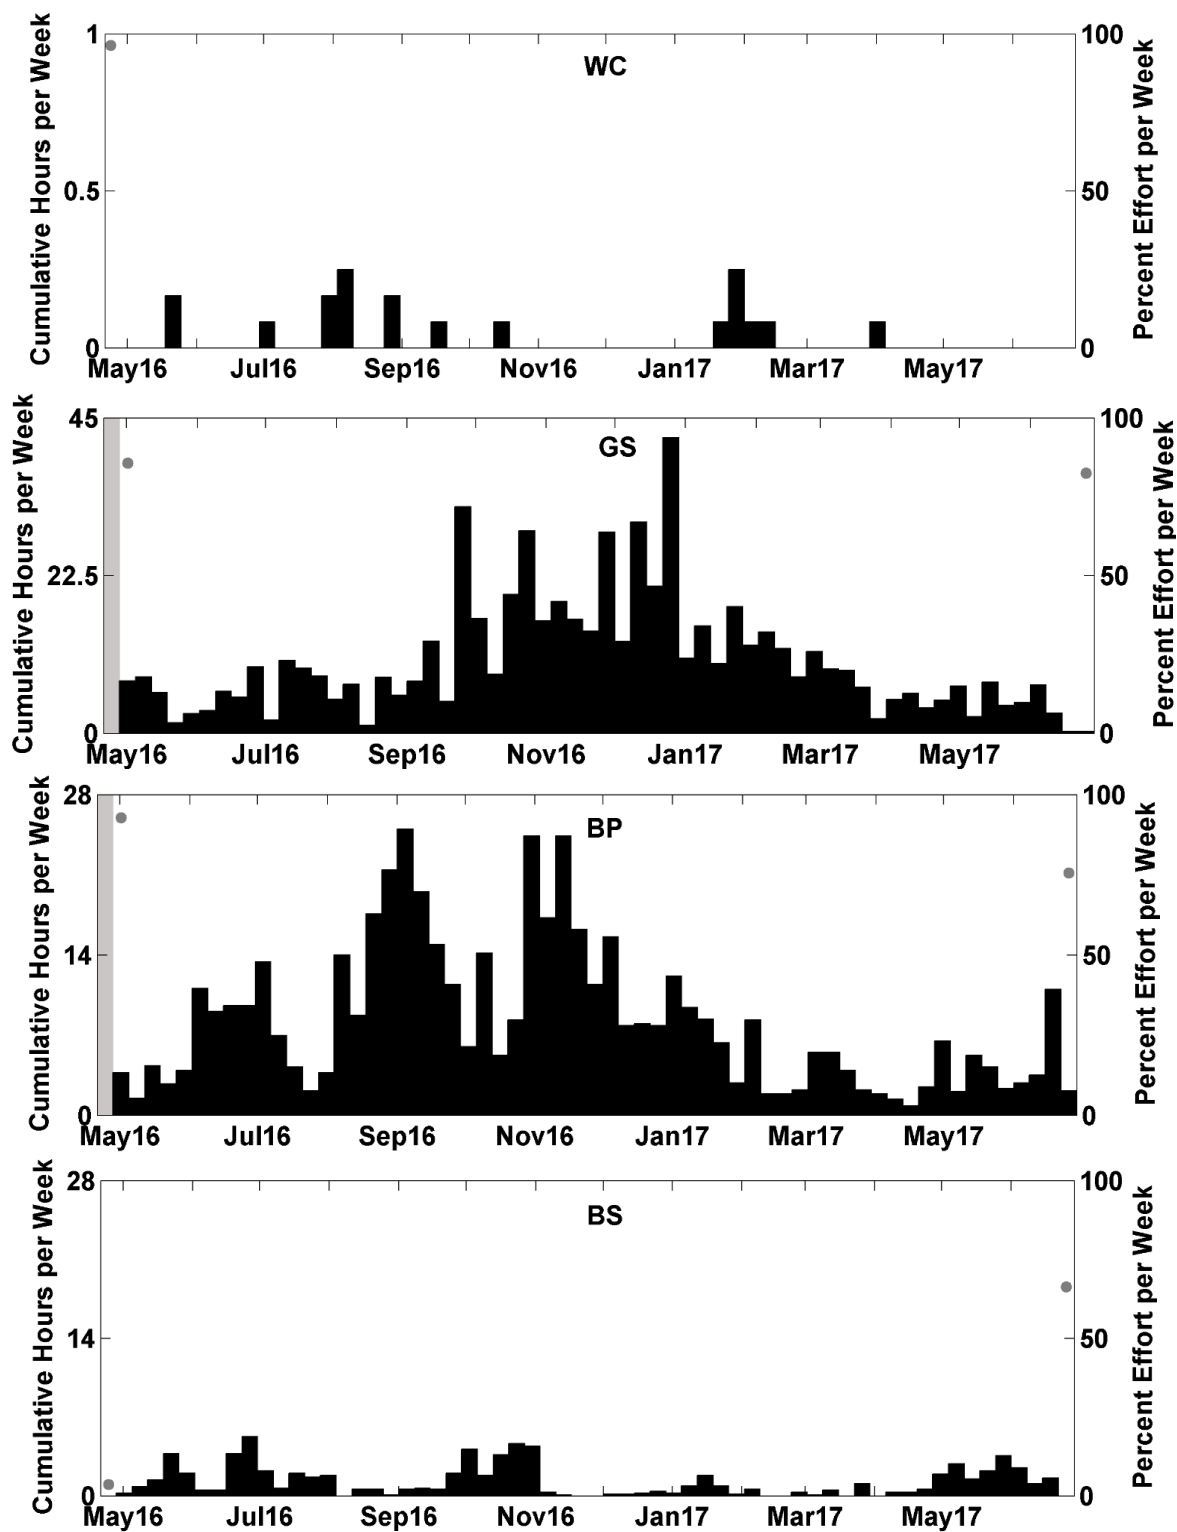 WC
Cumulative Hours per Week
Percent Effort per Week
1
0.5
0
100
50
0
May16 Jul16 Sep16 Nov16 Jan17 Mar17 May17
GS
Cumulative Hours per Week
Percent Effort per Week
45
22.5
0
100
50
0
May16 Jul16 Sep16 Nov16 Jan17 Mar17 May17
BP
Cumulative Hours per Week
Percent Effort per Week
28
14
0
100
50
0
May16 Jul16 Sep16 Nov16 Jan17 Mar17 May17
BS
Cumulative Hours per Week
Percent Effort per Week
28
14
0
100
50
0
May16 Jul16 Sep16 Nov16 Jan17 Mar17 May17